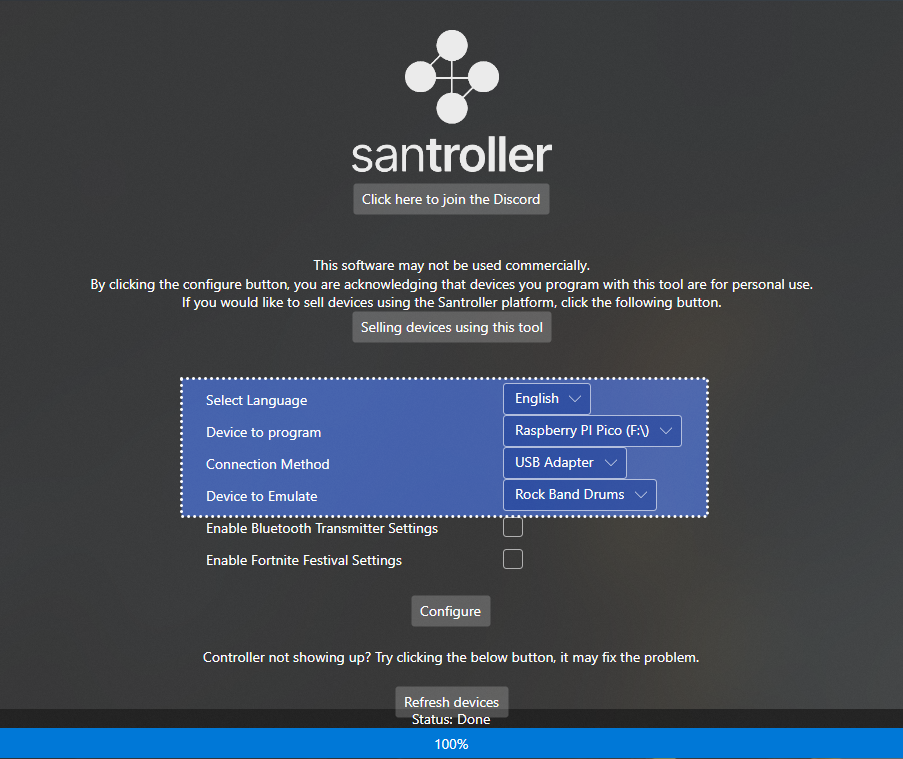 santroller
Click here to join the Discord
This software may not be used commercially.
By clicking the configure button, you are acknowledging that devices you program with this tool are for personal use.
If you would like to sell devices using the Santroller platform, click the following button.
Selling devices using this tool
Select Language English
Device to program Raspberry PI Pico (F:\)
Connection Method USB Adapter
Device to Emulate Rock Band Drums
Enable Bluetooth Transmitter Settings
Enable Fortnite Festival Settings
Configure
Controller not showing up? Try clicking the below button, it may fix the problem.
Refresh devices
Status: Done
100%